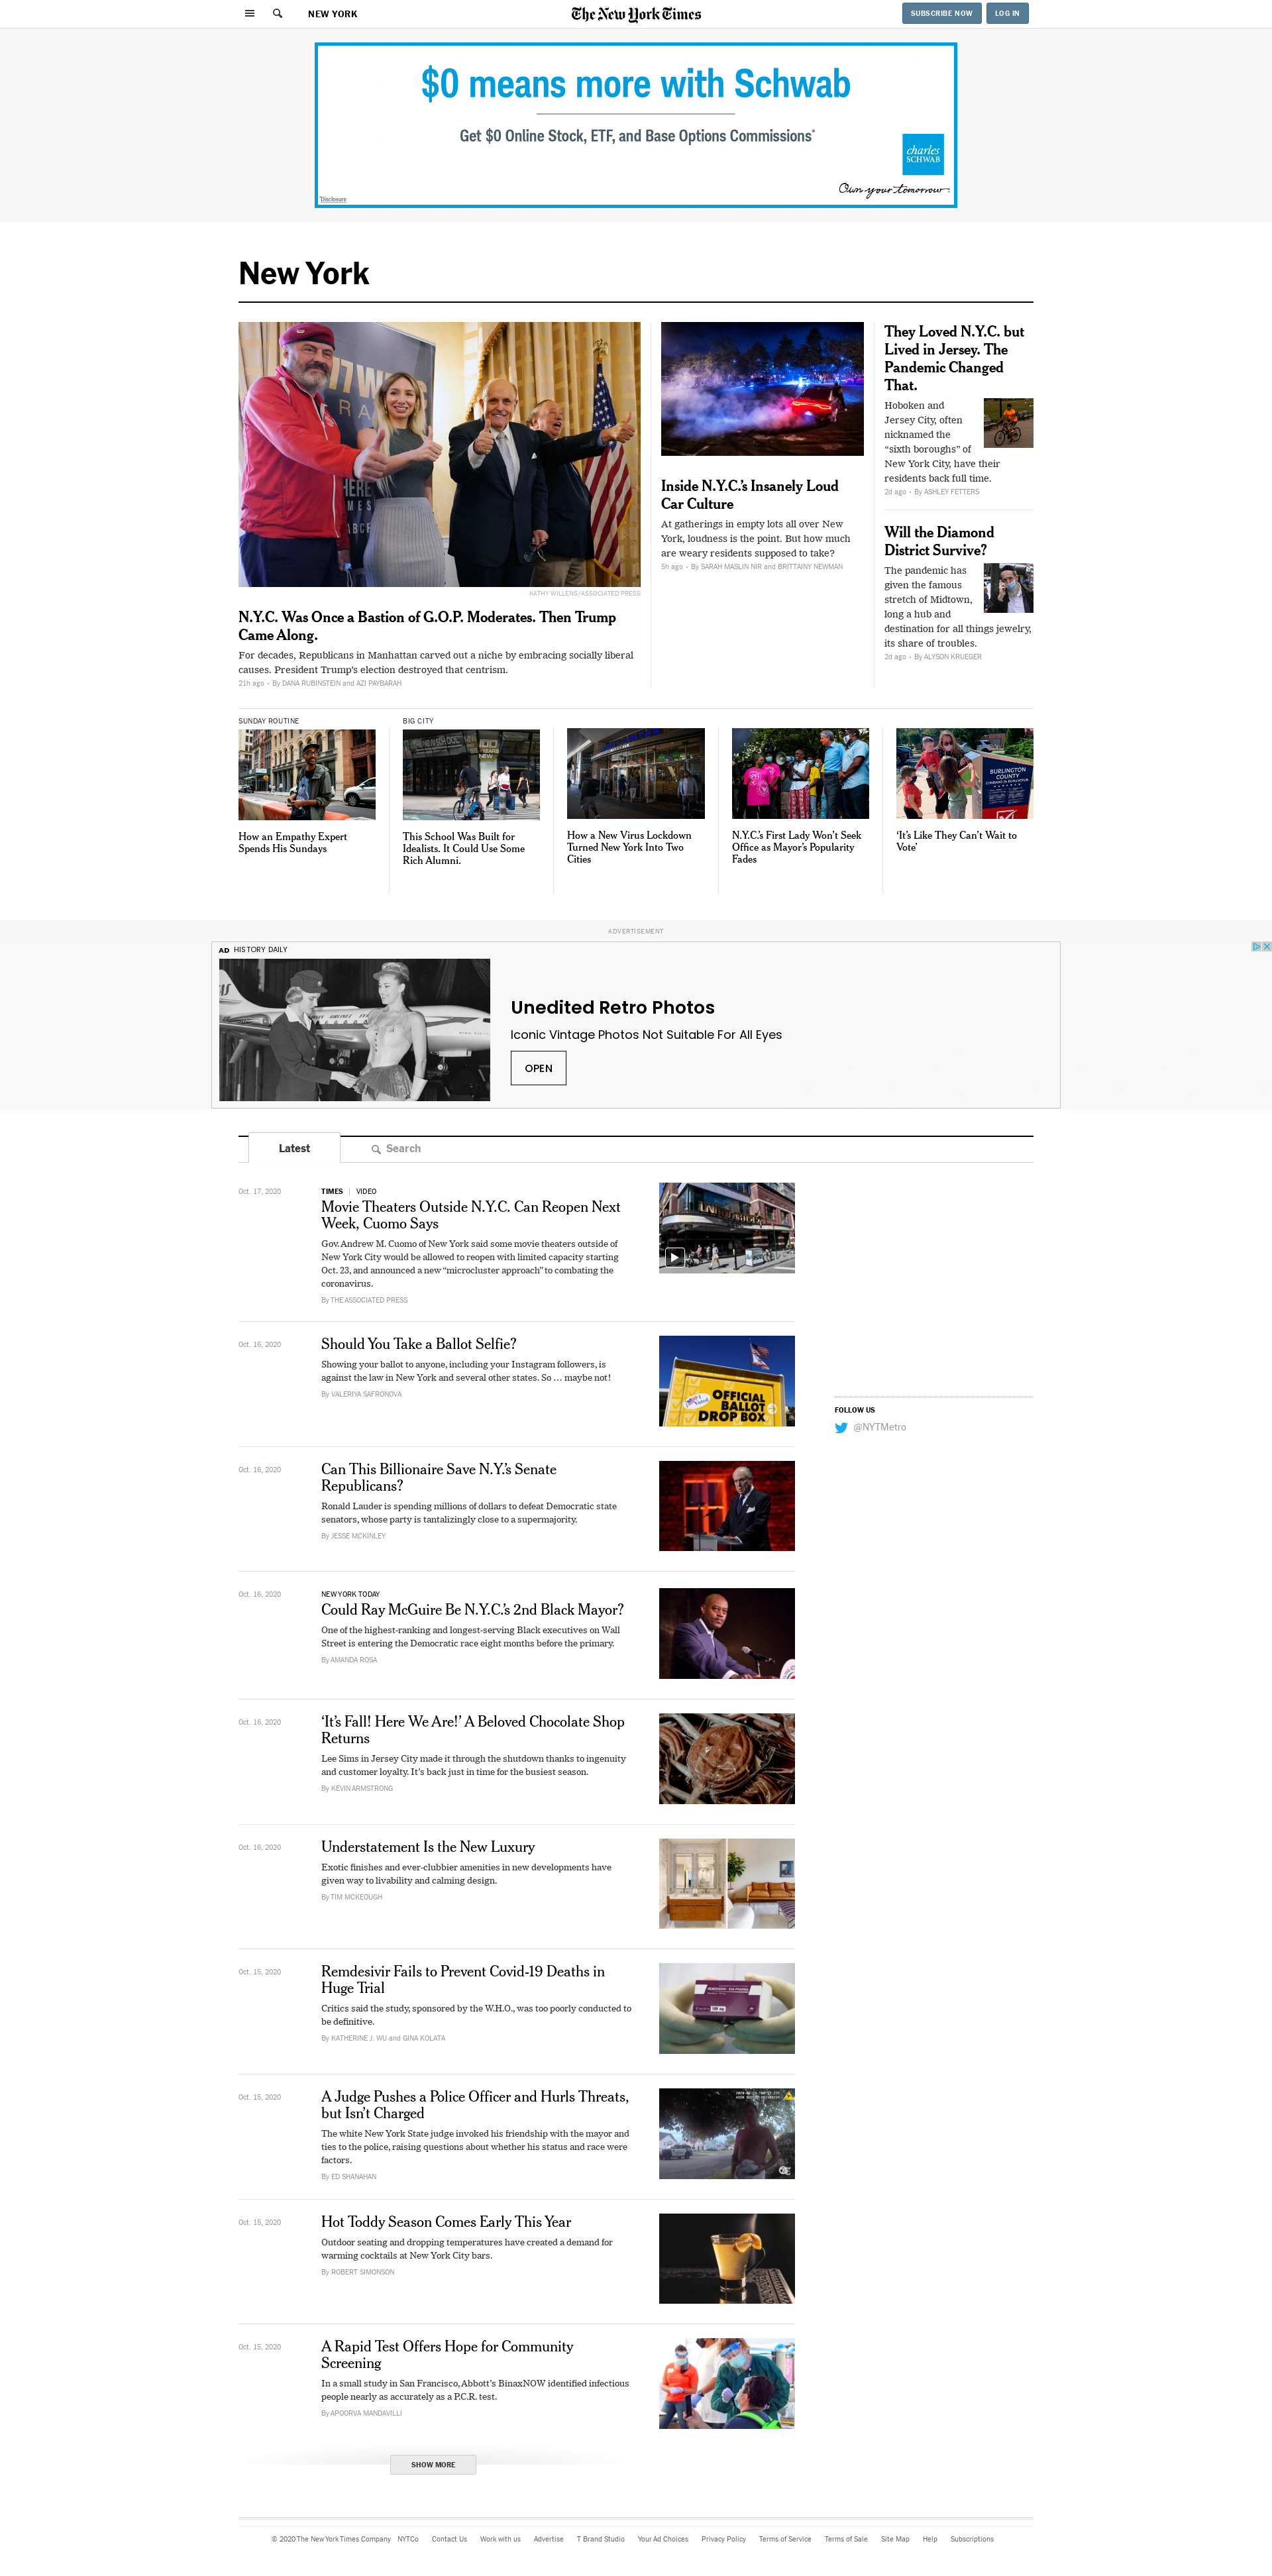 NEW YORK
The New York Times
SUBSCRIBE NOW
LOG IN
$0 means more with Schwab
Get $0 Online Stock, ETF, and Base Options Commissions*
charles
SCHWAB
Own your tomorrow
Disclosure
New York
KATHY WILLENS/ASSOCIATED PRESS
N.Y.C. Was Once a Bastion of G.O.P. Moderates. Then Trump
Came Along.
For decades, Republicans in Manhattan carved out a niche by embracing socially liberal
causes. President Trump's election destroyed that centrism.
21h ago • By DANA RUBINSTEIN and AZI PAYBARAH
Inside N.Y.C.’s Insanely Loud
Car Culture
At gatherings in empty lots all over New
York, loudness is the point. But how much
are weary residents supposed to take?
5h ago • By SARAH MASLIN NIR and BRITTAINY NEWMAN
They Loved N.Y.C. but
Lived in Jersey. The
Pandemic Changed
That.
Hoboken and
Jersey City, often
nicknamed the
“sixth boroughs” of
New York City, have their
residents back full time.
2d ago • By ASHLEY FETTERS
Will the Diamond
District Survive?
The pandemic has
given the famous
stretch of Midtown,
long a hub and
destination for all things jewelry,
its share of troubles.
2d ago • By ALYSON KRUEGER
SUNDAY ROUTINE
How an Empathy Expert
Spends His Sundays
BIG CITY
This School Was Built for
Idealists. It Could Use Some
Rich Alumni.
How a New Virus Lockdown
Turned New York Into Two
Cities
N.Y.C.’s First Lady Won’t Seek
Office as Mayor’s Popularity
Fades
BURLINGTON
COUNTY
‘It’s Like They Can’t Wait to
Vote’
ADVERTISEMENT
AD HISTORY DAILY
Unedited Retro Photos
Iconic Vintage Photos Not Suitable For All Eyes
OPEN
Latest
Search
Oct. 17, 2020
TIMES | VIDEO
Movie Theaters Outside N.Y.C. Can Reopen Next
Week, Cuomo Says
Gov. Andrew M. Cuomo of New York said some movie theaters outside of
New York City would be allowed to reopen with limited capacity starting
Oct. 23, and announced a new “microcluster approach” to combating the
coronavirus.
By THE ASSOCIATED PRESS
Oct. 16, 2020
Should You Take a Ballot Selfie?
Showing your ballot to anyone, including your Instagram followers, is
against the law in New York and several other states. So … maybe not!
By VALERIYA SAFRONOVA
OFFICIAL
BALLOT
DROP BOX
FOLLOW US
@NYTMetro
Oct. 16, 2020
Can This Billionaire Save N.Y.’s Senate
Republicans?
Ronald Lauder is spending millions of dollars to defeat Democratic state
senators, whose party is tantalizingly close to a supermajority.
By JESSE MCKINLEY
Oct. 16, 2020
NEW YORK TODAY
Could Ray McGuire Be N.Y.C.’s 2nd Black Mayor?
One of the highest-ranking and longest-serving Black executives on Wall
Street is entering the Democratic race eight months before the primary.
By AMANDA ROSA
Oct. 16, 2020
‘It’s Fall! Here We Are!’ A Beloved Chocolate Shop
Returns
Lee Sims in Jersey City made it through the shutdown thanks to ingenuity
and customer loyalty. It’s back just in time for the busiest season.
By KEVIN ARMSTRONG
Oct. 16, 2020
Understatement Is the New Luxury
Exotic finishes and ever-clubbier amenities in new developments have
given way to livability and calming design.
By TIM MCKEOUGH
Oct. 15, 2020
Remdesivir Fails to Prevent Covid-19 Deaths in
Huge Trial
Critics said the study, sponsored by the W.H.O., was too poorly conducted to
be definitive.
By KATHERINE J. WU and GINA KOLATA
Oct. 15, 2020
A Judge Pushes a Police Officer and Hurls Threats,
but Isn’t Charged
The white New York State judge invoked his friendship with the mayor and
ties to the police, raising questions about whether his status and race were
factors.
By ED SHANAHAN
Oct. 15, 2020
Hot Toddy Season Comes Early This Year
Outdoor seating and dropping temperatures have created a demand for
warming cocktails at New York City bars.
By ROBERT SIMONSON
Oct. 15, 2020
A Rapid Test Offers Hope for Community
Screening
In a small study in San Francisco, Abbott’s BinaxNOW identified infectious
people nearly as accurately as a P.C.R. test.
By APOORVA MANDAVILLI
SHOW MORE
© 2020 The New York Times Company NYTCo Contact Us Work with us Advertise T Brand Studio Your Ad Choices Privacy Policy Terms of Service Terms of Sale Site Map Help Subscriptions